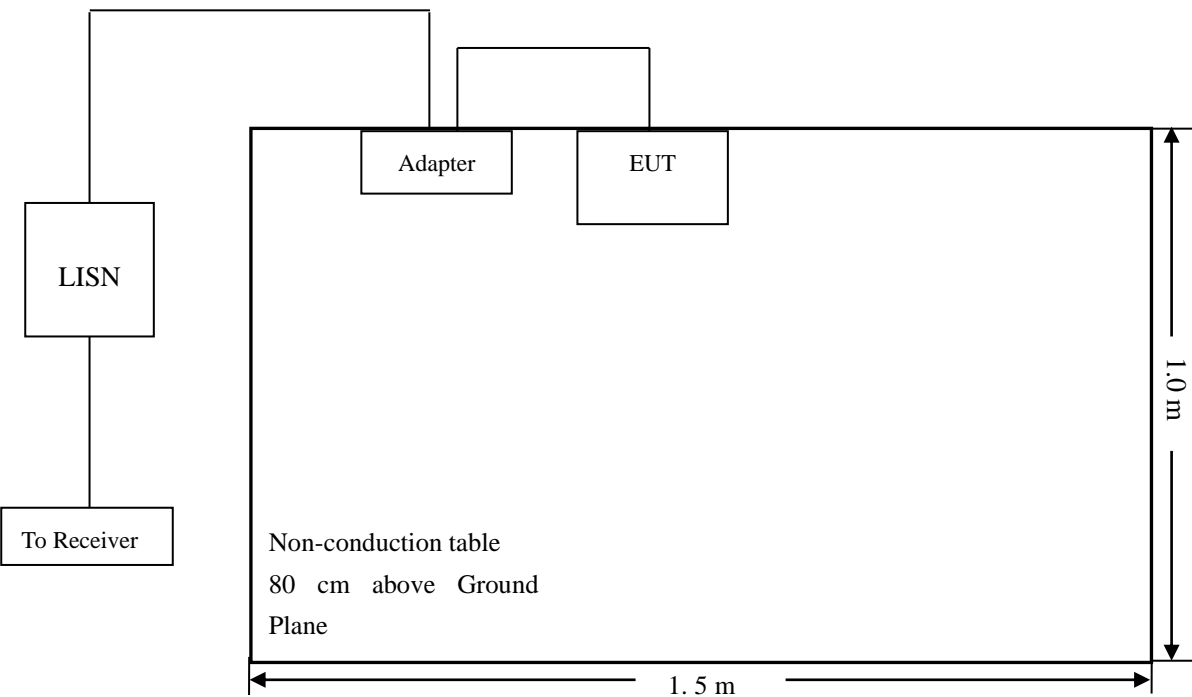 Adapter
EUT
LISN
1.0 m
To Receiver
Non-conduction table
80 cm above Ground
Plane
1. 5 m